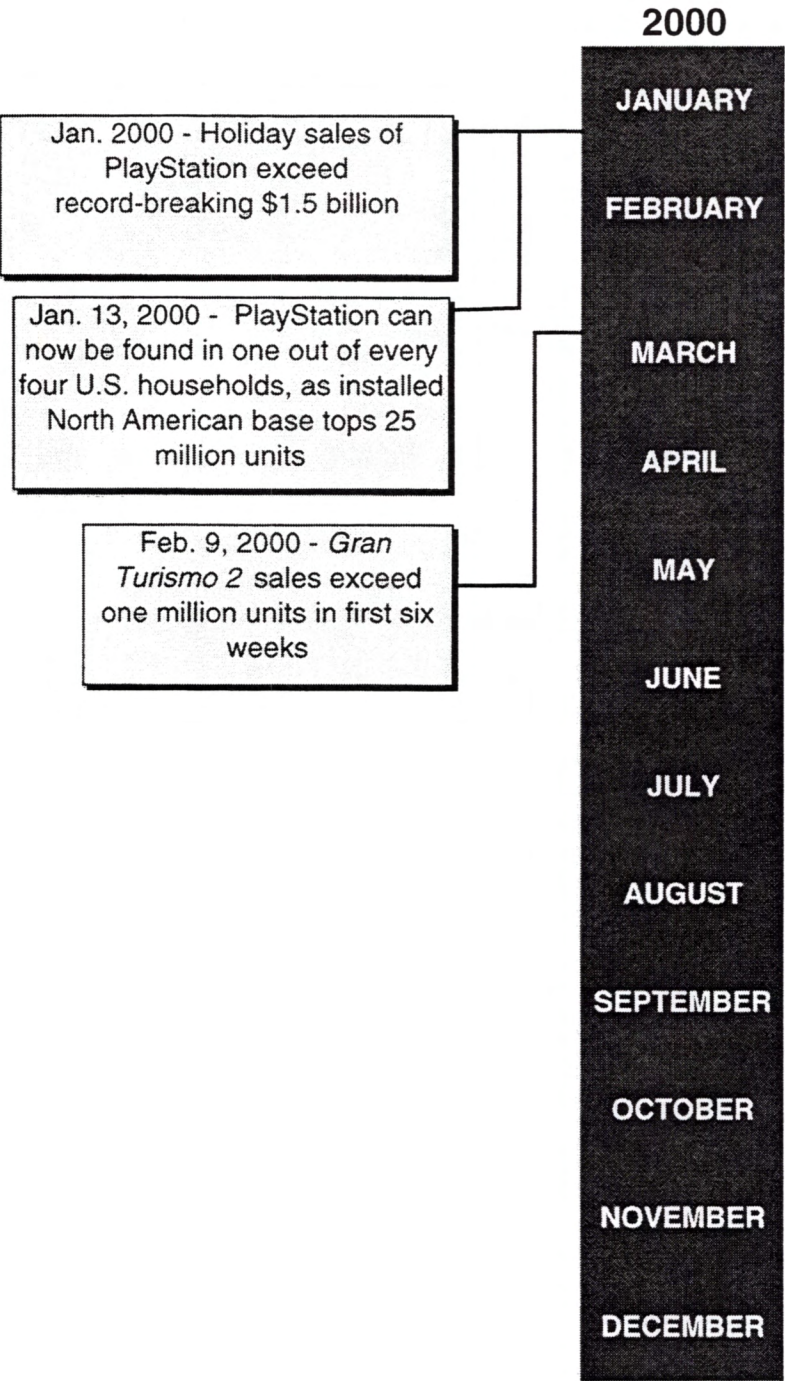 2000
JANUARY
FEBRUARY
MARCH
APRIL
MAY
JUNE
JULY
AUGUST
SEPTEMBER
OCTOBER
NOVEMBER
DECEMBER
Jan. 2000 - Holiday sales of
PlayStation exceed
record-breaking $1.5 billion
Jan. 13, 2000 - PlayStation can
now be found in one out of every
four U.S. households, as installed
North American base tops 25
million units
Feb. 9, 2000 - Gran
Turismo 2 sales exceed
one million units in first six
weeks